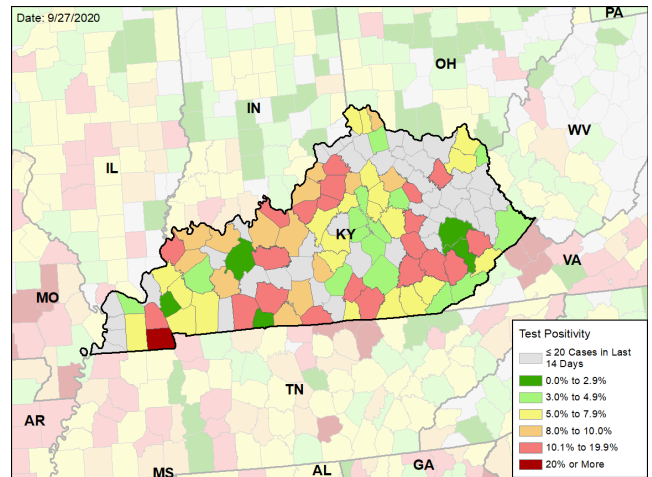 Date: 9/27/2020
PA
OH
IN
WV
IL
KY
MO
VA
TN
AR
MS
AL
GA
Test Positivity
≤ 20 Cases in Last
14 Days
0.0% to 2.9%
3.0% to 4.9%
5.0% to 7.9%
8.0% to 10.0%
10.1% to 19.9%
20% or More